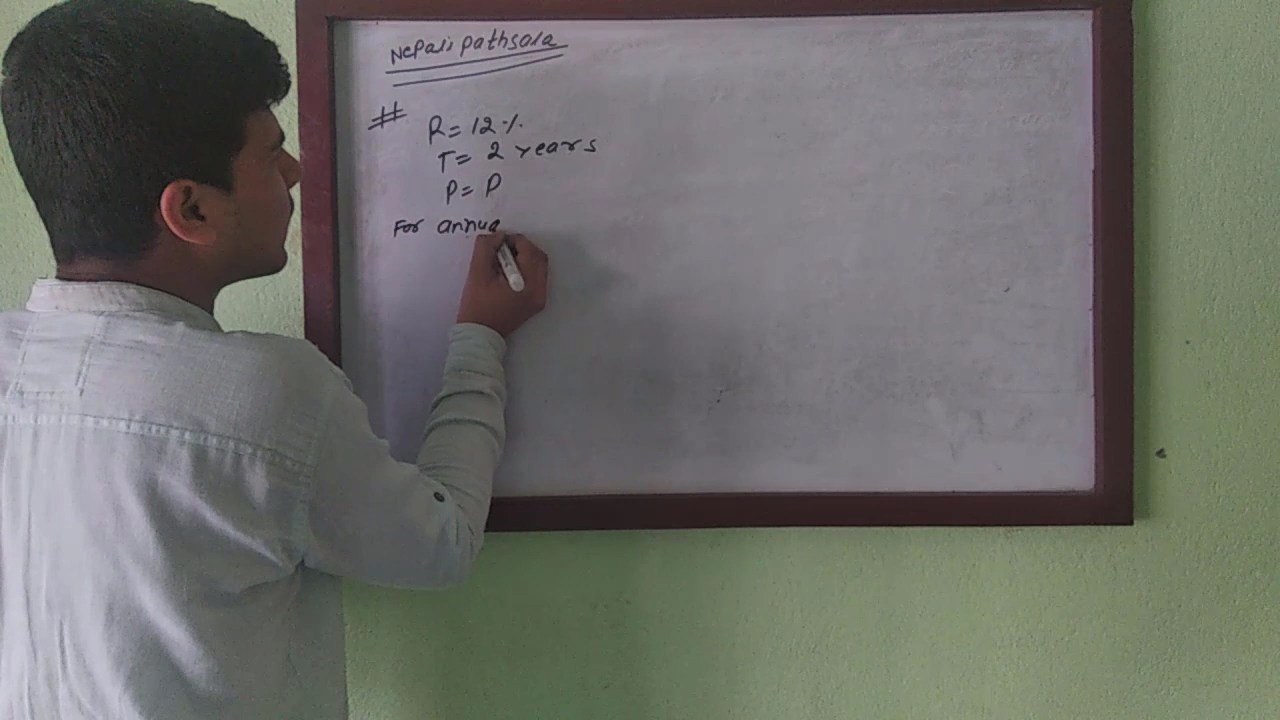 Nepali pathsala
# R = 12%
T = 2 years
P = P
For annua